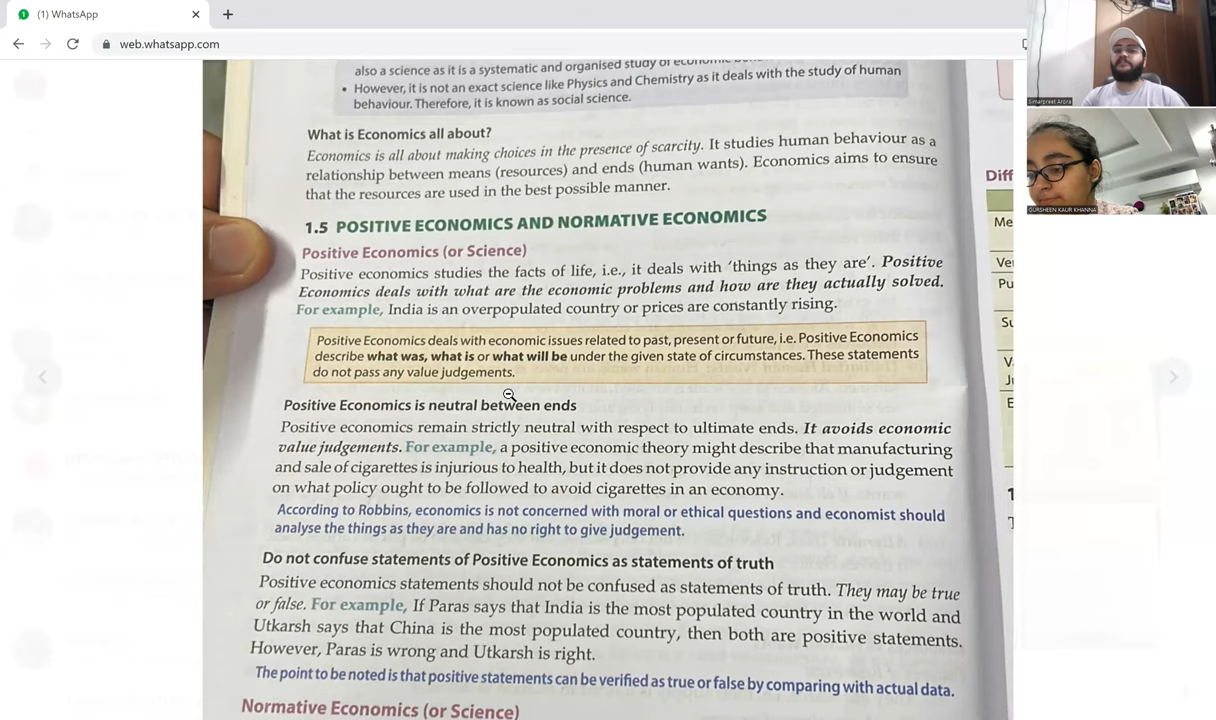 (1) WhatsApp
web.whatsapp.com
also a science as it is a systematic and organised study of
• However, it is not an exact science like Physics and Chemistry as it deals with the study of human
behaviour. Therefore, it is known as social science.
What is Economics all about?
Economics is all about making choices in the presence of scarcity. It studies human behaviour as a
relationship between means (resources) and ends (human wants). Economics aims to ensure
that the resources are used in the best possible manner.
1.5 POSITIVE ECONOMICS AND NORMATIVE ECONOMICS
Positive Economics (or Science)
Positive economics studies the facts of life, i.e., it deals with 'things as they are'. Positive
Economics deals with what are the economic problems and how are they actually solved.
For example, India is an overpopulated country or prices are constantly rising.
Positive Economics deals with economic issues related to past, present or future, i.e. Positive Economics
describe what was, what is or what will be under the given state of circumstances. These statements
do not pass any value judgements.
Positive Economics is neutral between ends
Positive economics remain strictly neutral with respect to ultimate ends. It avoids economic
value judgements. For example, a positive economic theory might describe that manufacturing
and sale of cigarettes is injurious to health, but it does not provide any instruction or judgement
on what policy ought to be followed to avoid cigarettes in an economy.
According to Robbins, economics is not concerned with moral or ethical questions and economist should
analyse the things as they are and has no right to give judgement.
Do not confuse statements of Positive Economics as statements of truth
Positive economics statements should not be confused as statements of truth. They may be true
or false. For example, If Paras says that India is the most populated country in the world and
Utkarsh says that China is the most populated country, then both are positive statements.
However, Paras is wrong and Utkarsh is right.
The point to be noted is that positive statements can be verified as true or false by comparing with actual data.
Normative Economics (or Science)
Diff
Me
Ve
Pu
Su
V
J
E
1
Simarpreet Arora
GURSHEEN KAUR KHANNA